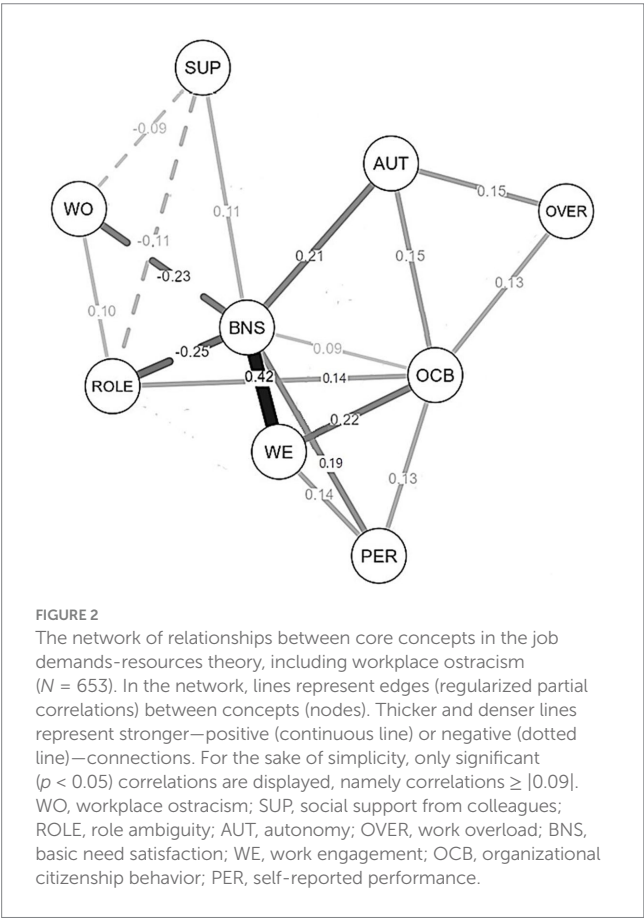 SUP
-0.09
AUT
0.15
WO
OVER
0.11
-0.11
0.21
0.15
-0.23
0.13
0.10
BNS
0.09
-0.25
OCB
ROLE
0.42
0.14
0.22
WE
0.19
0.13
0.14
PER
FIGURE 2
The network of relationships between core concepts in the job
demands-resources theory, including workplace ostracism
(N = 653). In the network, lines represent edges (regularized partial
correlations) between concepts (nodes). Thicker and denser lines
represent stronger—positive (continuous line) or negative (dotted
line)—connections. For the sake of simplicity, only significant
(p < 0.05) correlations are displayed, namely correlations ≥ |0.09|.
WO, workplace ostracism; SUP, social support from colleagues;
ROLE, role ambiguity; AUT, autonomy; OVER, work overload; BNS,
basic need satisfaction; WE, work engagement; OCB, organizational
citizenship behavior; PER, self-reported performance.